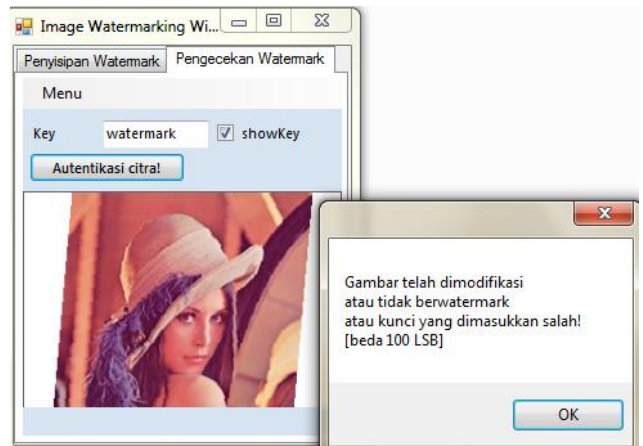 Image Watermarking Wi...
Penyisipan Watermark
Pengecekan Watermark
Menu
Key
watermark
showKey
Autentikasi citra!
Gambar telah dimodifikasi
atau tidak berwatermark
atau kunci yang dimasukkan salah!
[beda 100 LSB]
OK